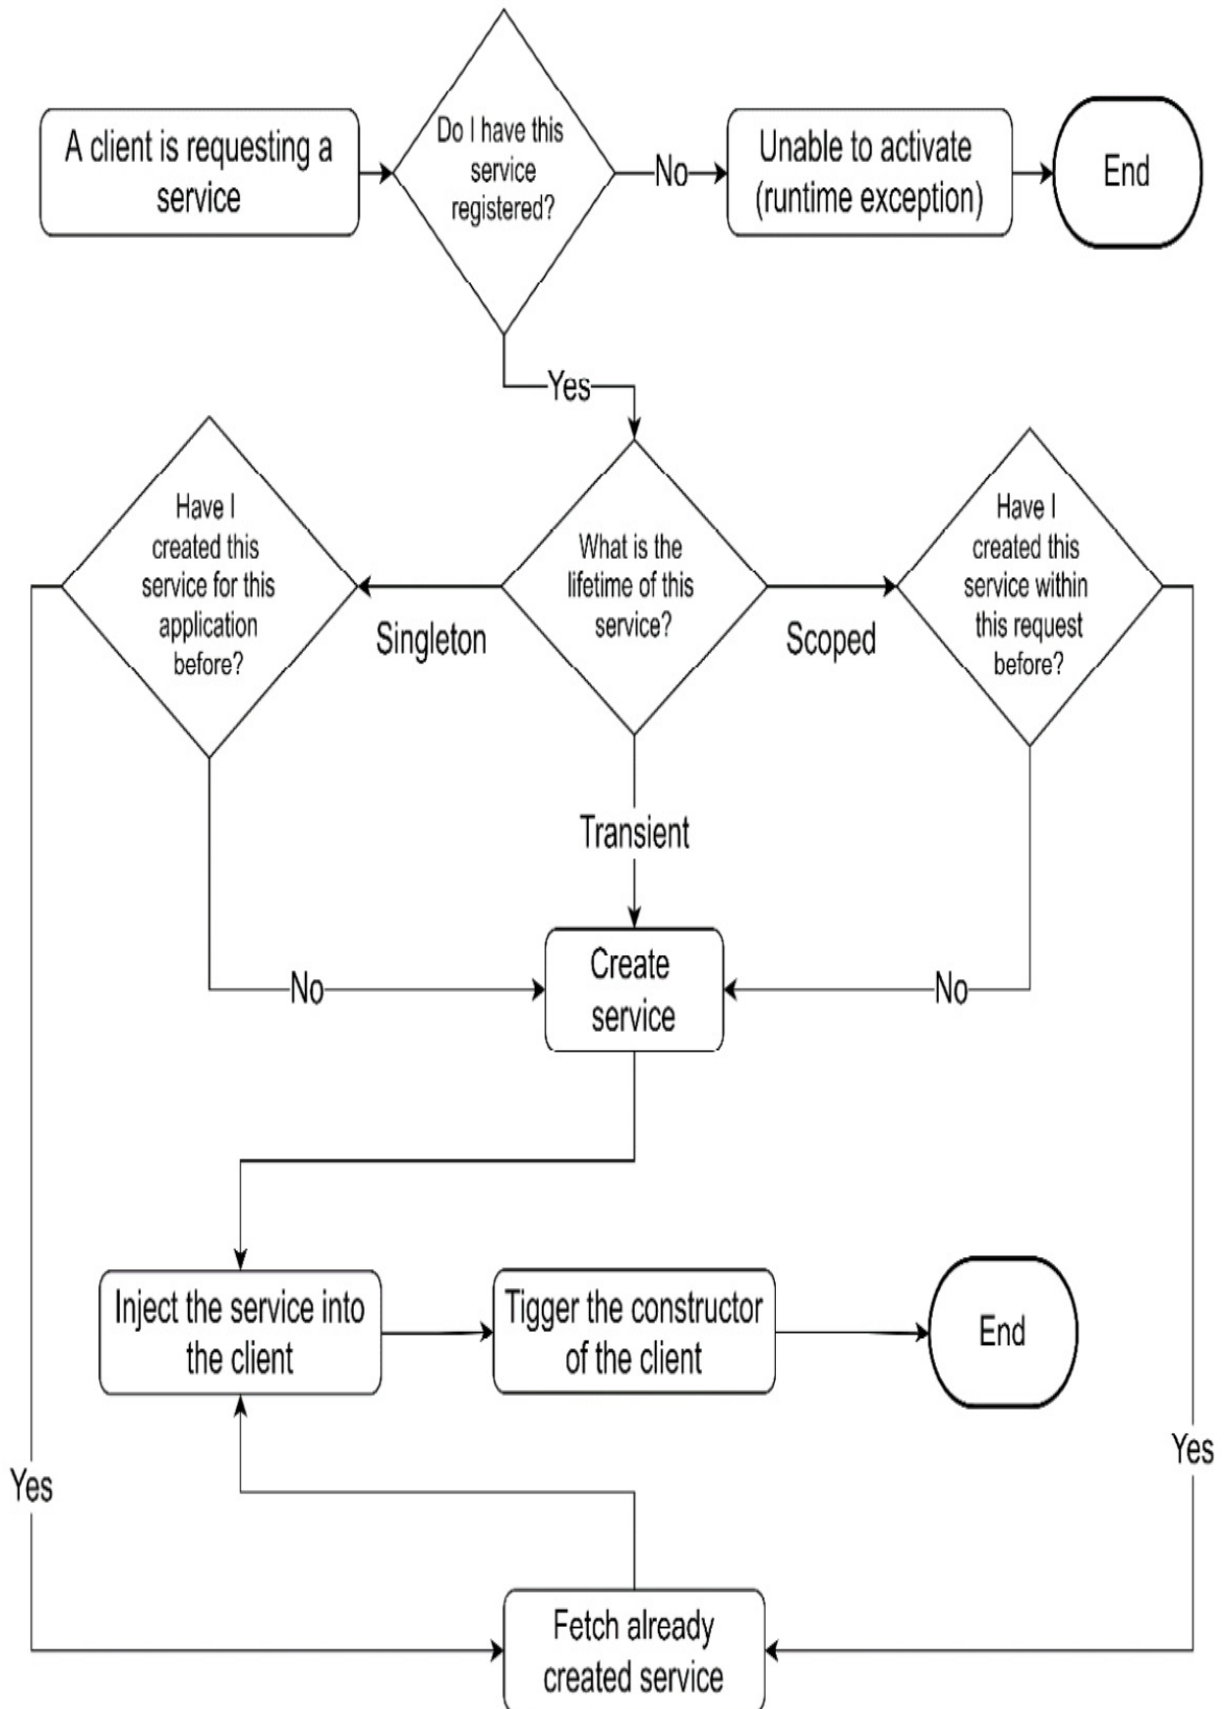 A client is requesting a
service
Do I have this
service
registered?
No
Unable to activate
(runtime exception)
End
Yes
Have I
created this
service for this
application
before?
Singleton
What is the
lifetime of this
service?
Scoped
Have I
created this
service within
this request
before?
Transient
No
Create
service
No
Inject the service into
the client
Tigger the constructor
of the client
End
Yes
Yes
Fetch already
created service